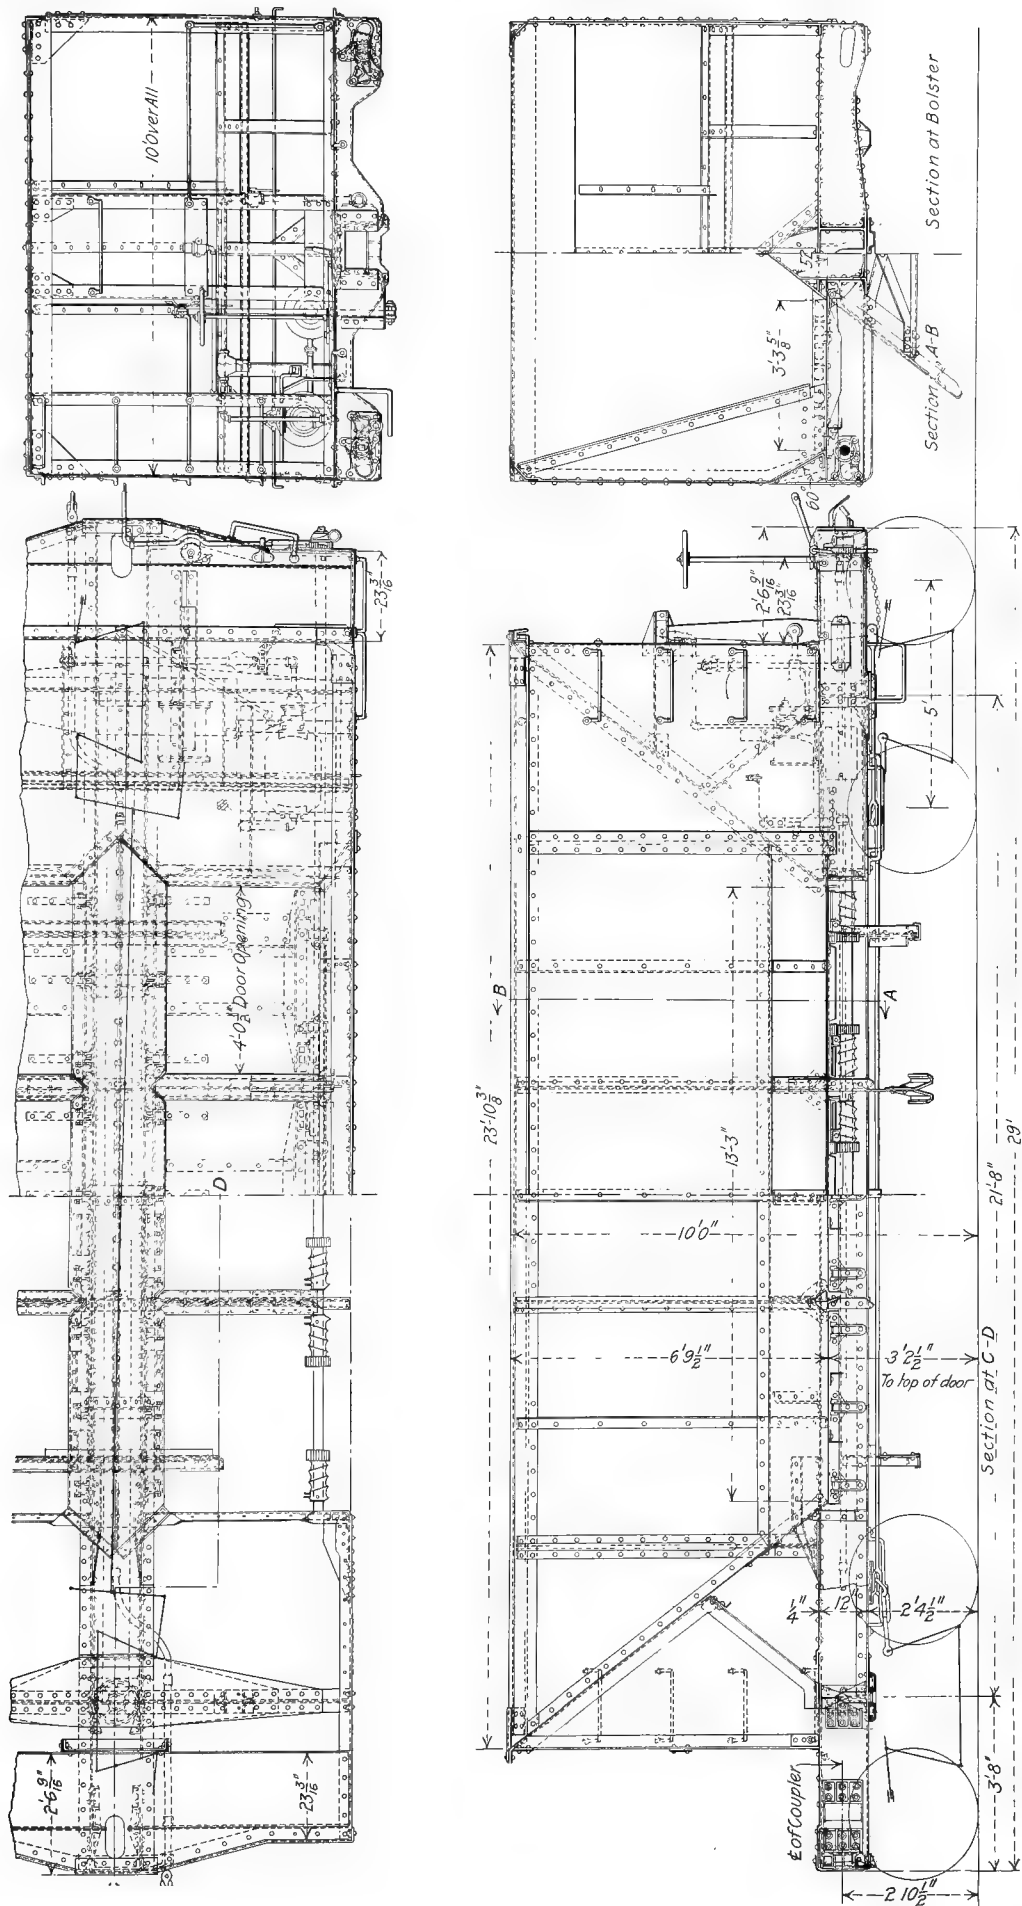 10'OverAll
Section at Bolster
52°
3'-3 5/8"
Section A-B
60°
23 3/16"
2'-6 9/16"
23 3/16"
5'
4'-0 1/2" Door Opening
B
A
23'-10 3/8"
13'-3"
D
10'0"
21'-8"
29'
6'9 1/2"
3'2 1/2"
To top of door
Section at C-D
1/4"
12"
2'4 1/2"
2'-6 9/16"
23 3/16"
℄ of Coupler
3'-8"
2 10 1/2"